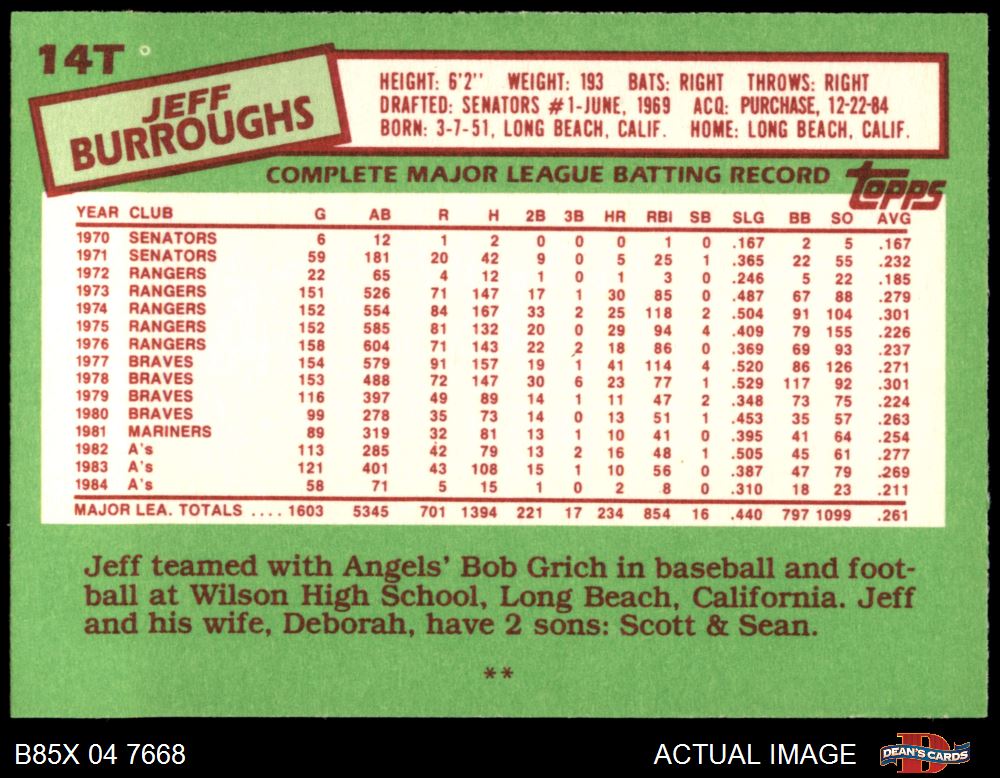 14T
JEFF
BURROUGHS
HEIGHT: 6'2'' WEIGHT: 193 BATS: RIGHT THROWS: RIGHT
DRAFTED: SENATORS #1-JUNE, 1969 ACQ: PURCHASE, 12-22-84
BORN: 3-7-51, LONG BEACH, CALIF. HOME: LONG BEACH, CALIF.
COMPLETE MAJOR LEAGUE BATTING RECORD
Topps
YEAR CLUB G AB R H 2B 3B HR RBI SB SLG BB SO AVG
1970 SENATORS 6 12 1 2 0 0 0 1 0 .167 2 5 .167
1971 SENATORS 59 181 20 42 9 0 5 25 1 .365 22 55 .232
1972 RANGERS 22 65 4 12 1 0 1 3 0 .246 5 22 .185
1973 RANGERS 151 526 71 147 17 1 30 85 0 .487 67 88 .279
1974 RANGERS 152 554 84 167 33 2 25 118 2 .504 91 104 .301
1975 RANGERS 152 585 81 132 20 0 29 94 4 .409 79 155 .226
1976 RANGERS 158 604 71 143 22 2 18 86 0 .369 69 93 .237
1977 BRAVES 154 579 91 157 19 1 41 114 4 .520 86 126 .271
1978 BRAVES 153 488 72 147 30 6 23 77 1 .529 117 92 .301
1979 BRAVES 116 397 49 89 14 1 11 47 2 .348 73 75 .224
1980 BRAVES 99 278 35 73 14 0 13 51 1 .453 35 57 .263
1981 MARINERS 89 319 32 81 13 1 10 41 0 .395 41 64 .254
1982 A's 113 285 42 79 13 2 16 48 1 .505 45 61 .277
1983 A's 121 401 43 108 15 1 10 56 0 .387 47 79 .269
1984 A's 58 71 5 15 1 0 2 8 0 .310 18 23 .211
MAJOR LEA. TOTALS .... 1603 5345 701 1394 221 17 234 854 16 .440 797 1099 .261
Jeff teamed with Angels' Bob Grich in baseball and foot-
ball at Wilson High School, Long Beach, California. Jeff
and his wife, Deborah, have 2 sons: Scott & Sean.
**
B85X 04 7668
ACTUAL IMAGE
DEAN'S CARDS